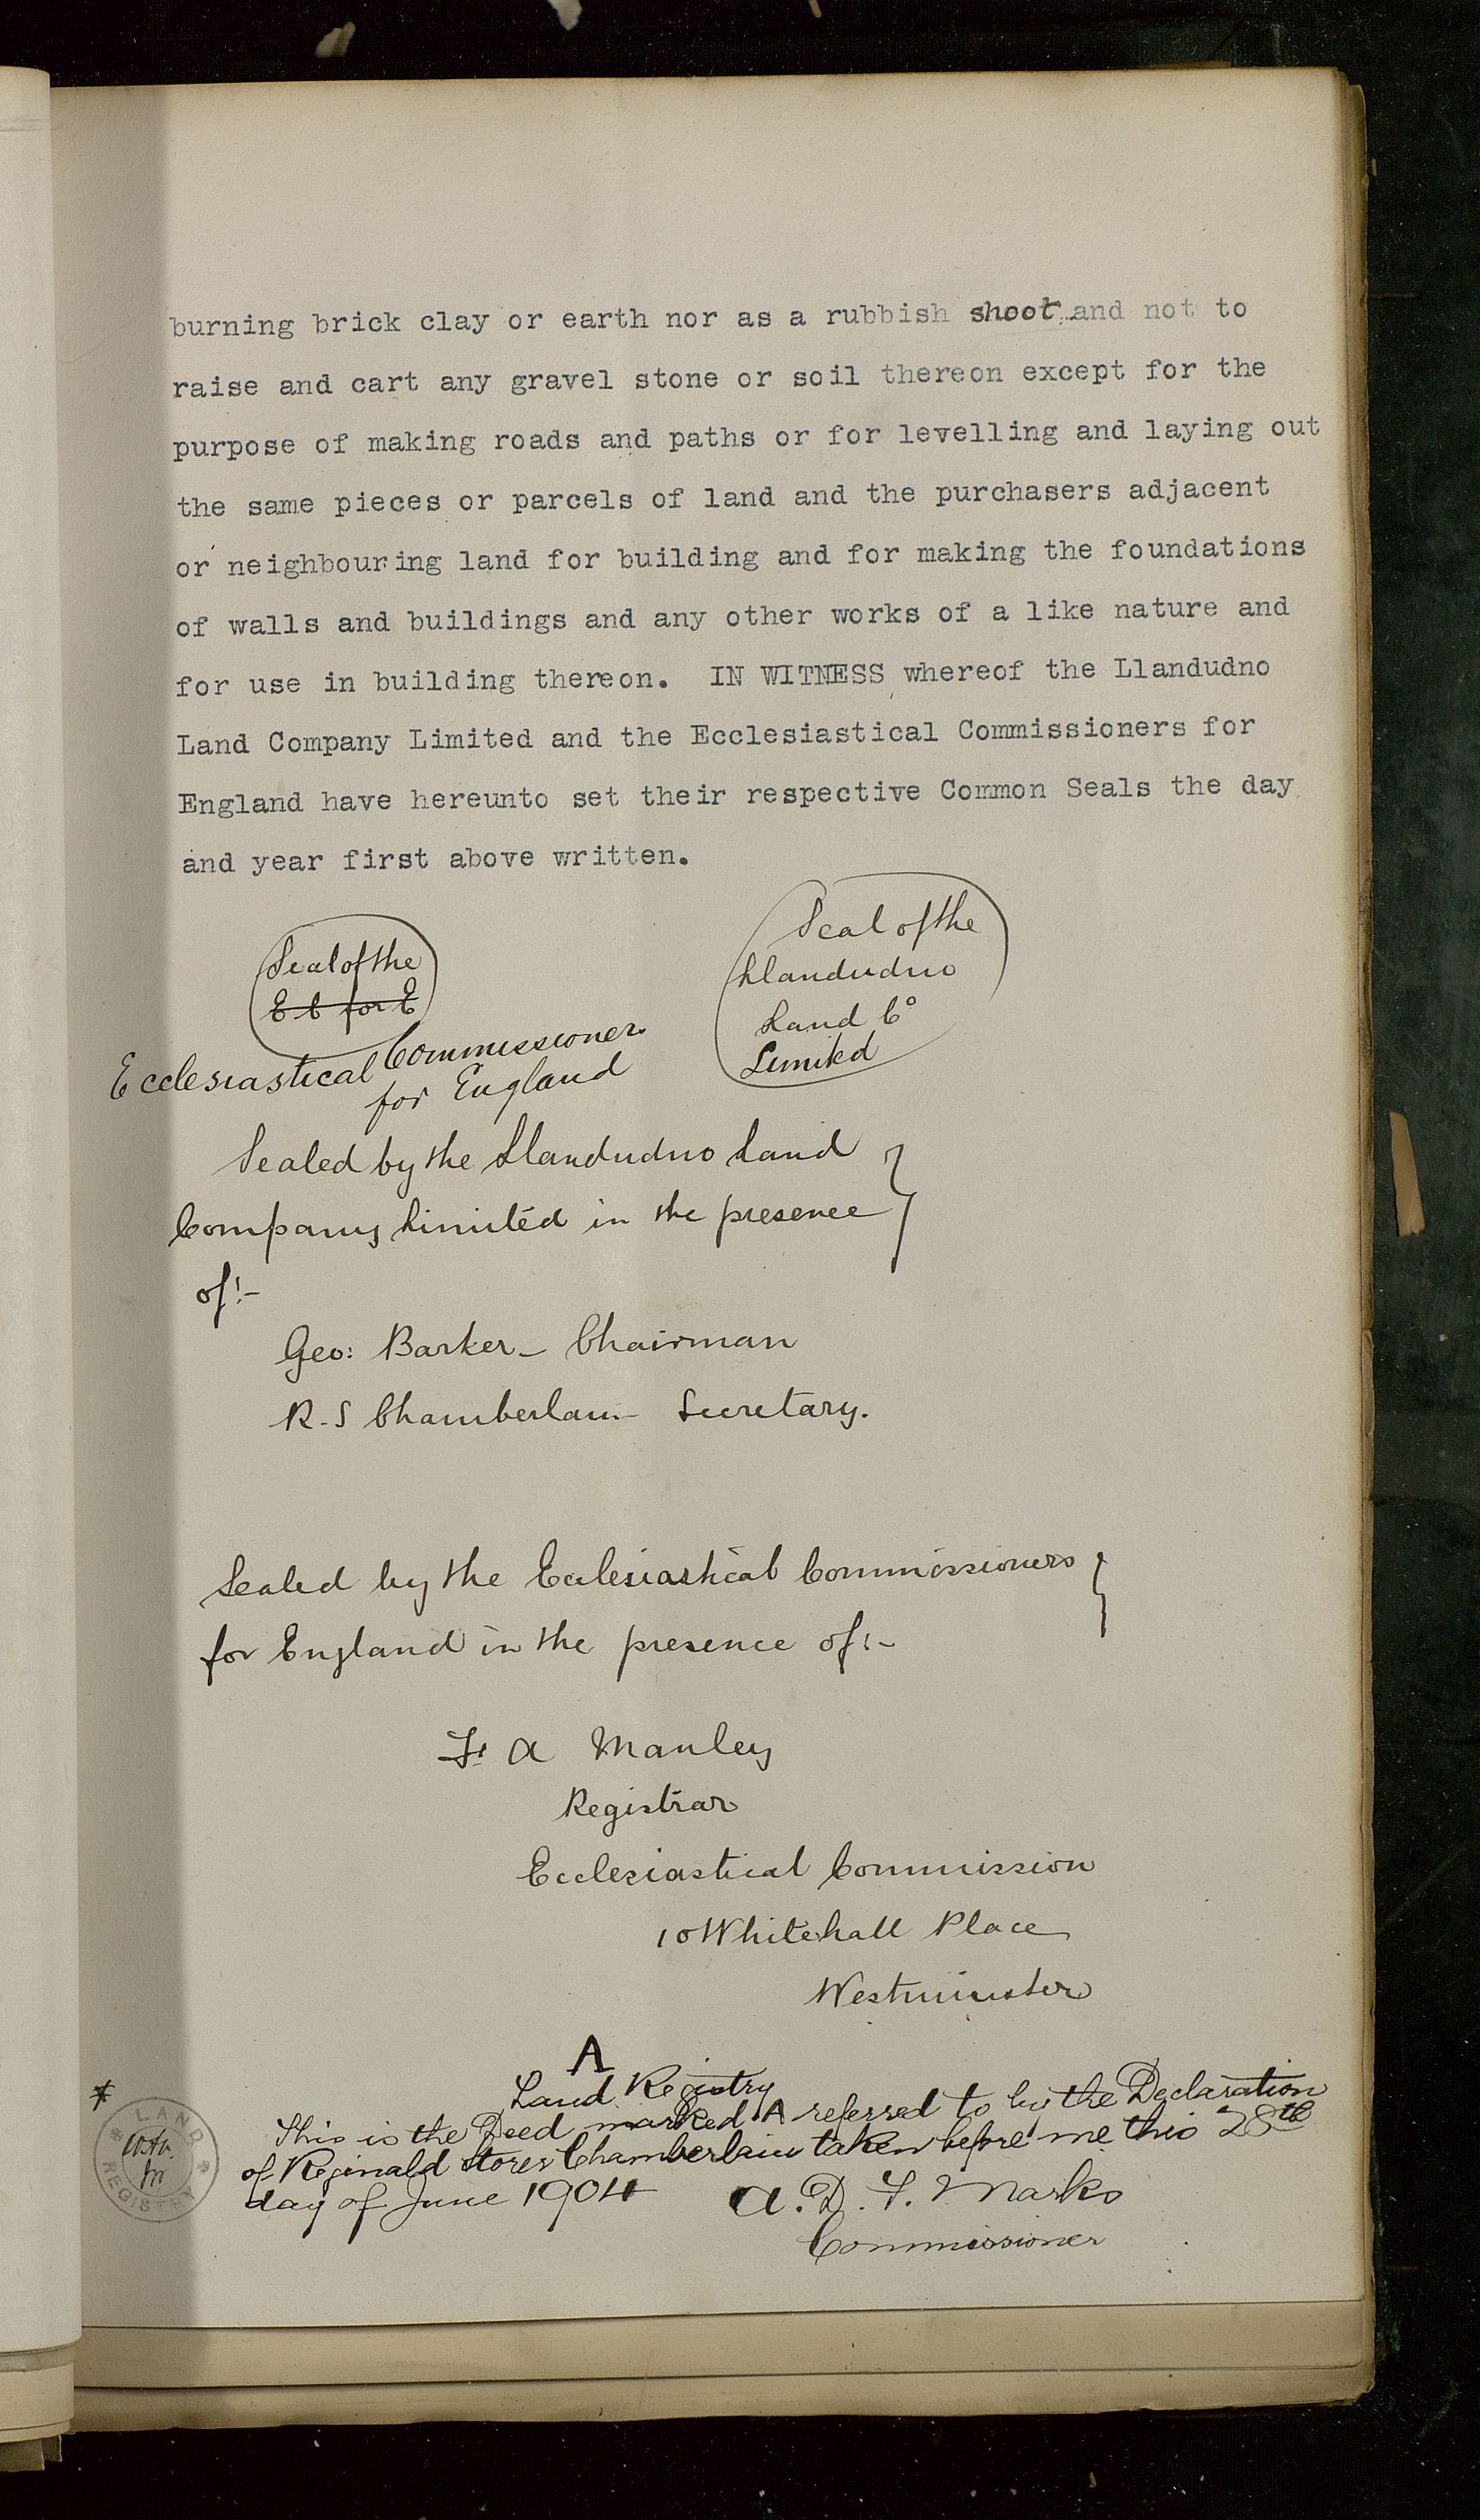 burning brick clay or earth nor as a rubbish shoot and not to
raise and cart any gravel stone or soil thereon except for the
purpose of making roads and paths or for levelling and laying out
the same pieces or parcels of land and the purchasers adjacent
or neighbouring land for building and for making the foundations
of walls and buildings and any other works of a like nature and
for use in building thereon. IN WITNESS whereof the Llandudno
Land Company Limited and the Ecclesiastical Commissioners for
England have hereunto set their respective Common Seals the day
and year first above written.
Seal of the
E C for E
Ecclesiastical Commissioners
for England
Seal of the
Llandudno
Land Co
Limited
Sealed by the Llandudno Land
Company Limited in the presence
of:-
Geo: Barker - Chairman
R. S Chamberlain - Secretary.
Sealed by the Ecclesiastical Commissioners
for England in the presence of:-
F. A Manley
Registrar
Ecclesiastical Commission
10 Whitehall Place
Westminster
A
Land Registry
This is the Deed marked A referred to by the Declaration
of Reginald Storer Chamberlain taken before me this 28th
day of June 1904
A. D. F. Marks
Commissioner
LAND
REGISTRY